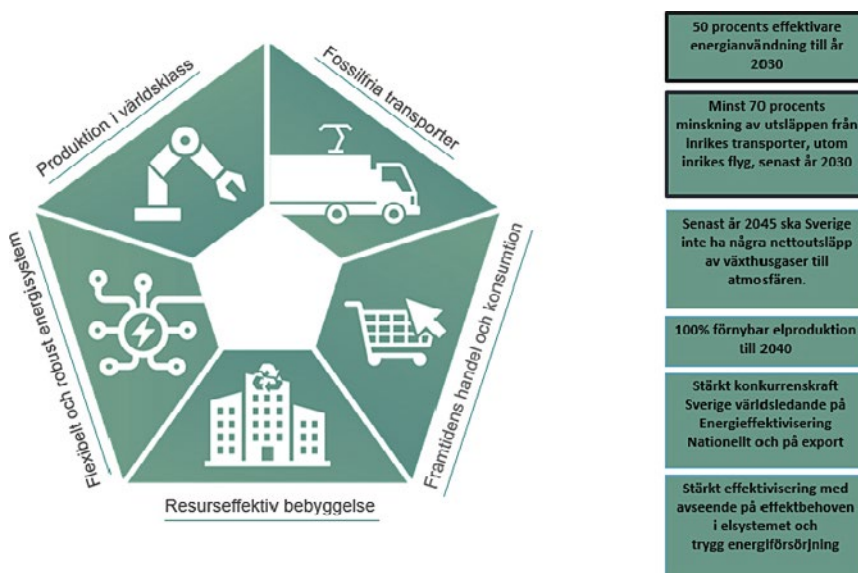 Produktion i världsklass
Fossilfria transporter
Flexibelt och robust energisystem
Framtidens handel och konsumtion
Resurseffektiv bebyggelse
50 procents effektivare
energianvändning till år
2030
Minst 70 procents
minskning av utsläppen från
inrikes transporter, utom
inrikes flyg, senast år 2030
Senast år 2045 ska Sverige
inte ha några nettoutsläpp
av växthusgaser till
atmosfären.
100% förnybar elproduktion
till 2040
Stärkt konkurrenskraft
Sverige världsledande på
Energieffektivisering
Nationellt och på export
Stärkt effektivisering med
avseende på effektbehoven
i elsystemet och
trygg energiförsörjning